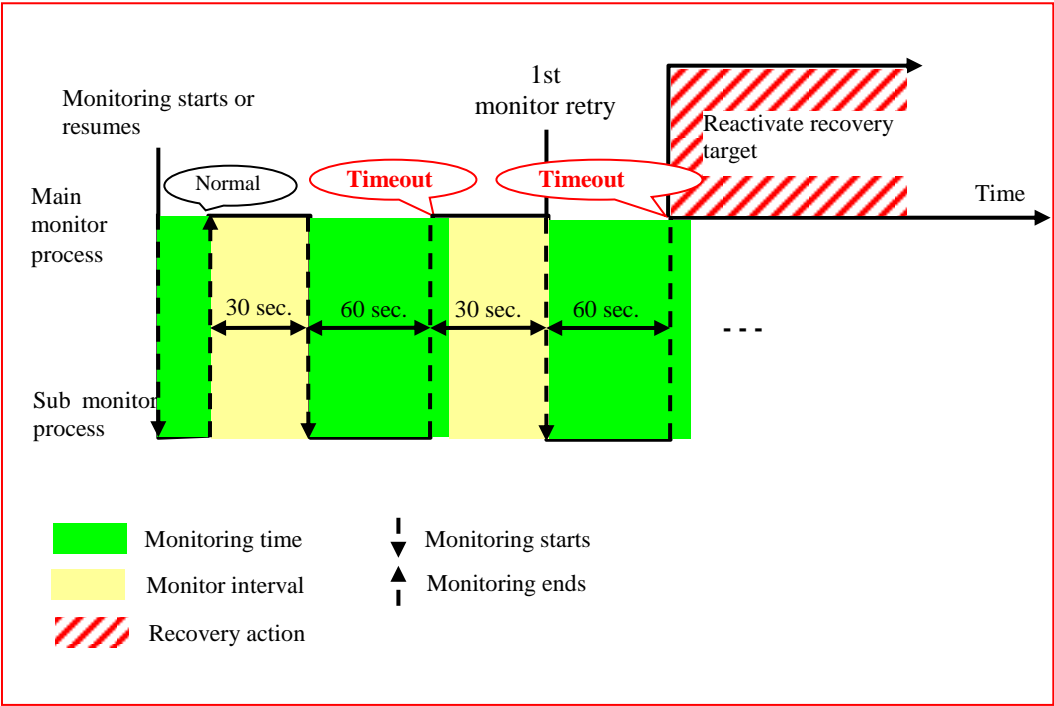 1st
monitor retry
Monitoring starts or
resumes
Reactivate recovery
target
Normal
Timeout
Timeout
Time
Main
monitor
process
30 sec.
60 sec.
30 sec.
60 sec.
- - -
Sub monitor
process
Monitoring time
Monitoring starts
Monitor interval
Monitoring ends
Recovery action